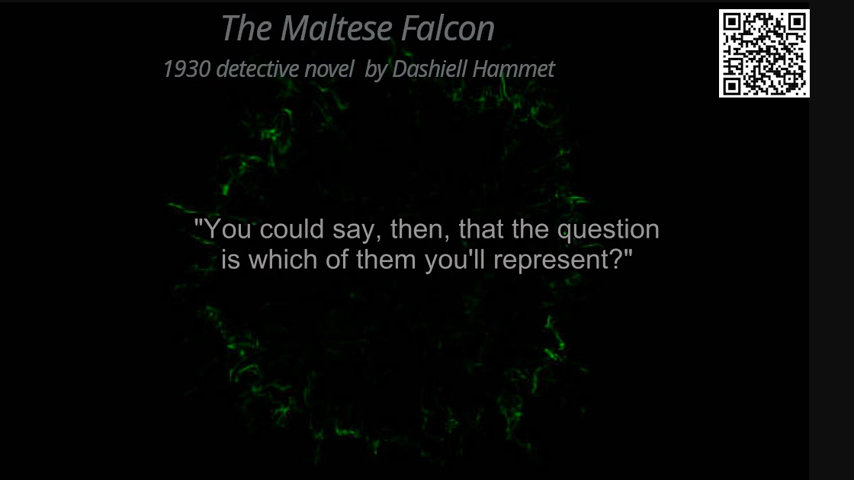 The Maltese Falcon
1930 detective novel by Dashiell Hammet
"You could say, then, that the question
is which of them you'll represent?"